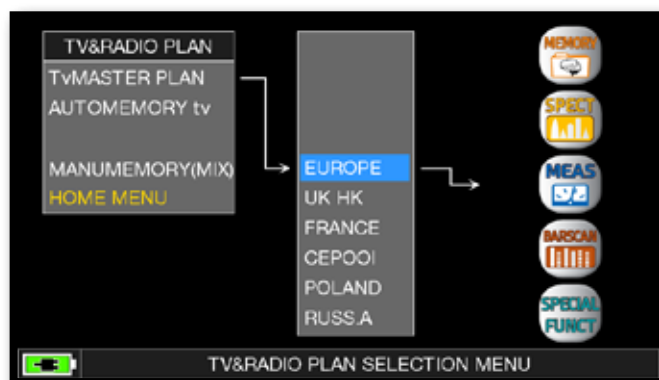 TV&RADIO PLAN
TvMASTER PLAN
AUTOMEMORY tv
MANUMEMORY(MIX)
HOME MENU
EUROPE
UK HK
FRANCE
CEPOOI
POLAND
RUSS.A
MEMORY
SPECT
MEAS
BARSCAN
SPECIAL
FUNCT
TV&RADIO PLAN SELECTION MENU